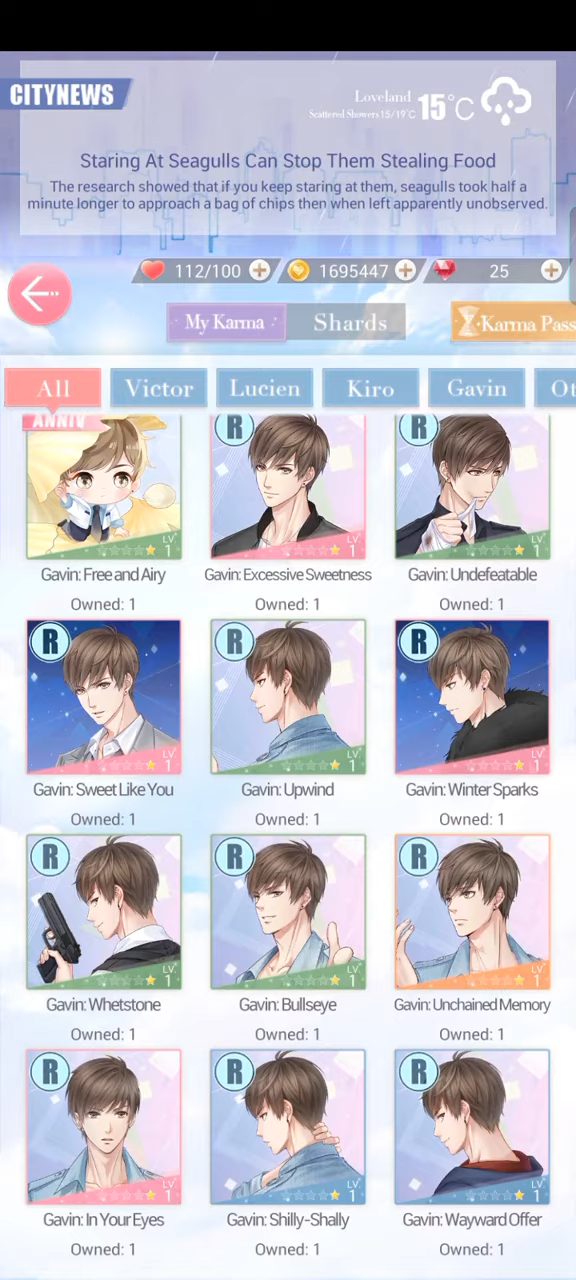 CITYNEWS
Loveland
Scattered Showers 15/19°C
15°C
Staring At Seagulls Can Stop Them Stealing Food
The research showed that if you keep staring at them, seagulls took half a
minute longer to approach a bag of chips then when left apparently unobserved.
112/100
1695447
25
My Karma
Shards
Karma Pass
All
Victor
Lucien
Kiro
Gavin
Ot
ANNIV
R
R
LV. 1
LV. 1
LV. 1
Gavin: Free and Airy
Gavin: Excessive Sweetness
Gavin: Undefeatable
Owned: 1
Owned: 1
Owned: 1
R
R
R
LV. 1
LV. 1
LV. 1
Gavin: Sweet Like You
Gavin: Upwind
Gavin: Winter Sparks
Owned: 1
Owned: 1
Owned: 1
R
R
R
LV. 1
LV. 1
LV. 1
Gavin: Whetstone
Gavin: Bullseye
Gavin: Unchained Memory
Owned: 1
Owned: 1
Owned: 1
R
R
R
LV. 1
LV. 1
LV. 1
Gavin: In Your Eyes
Gavin: Shilly-Shally
Gavin: Wayward Offer
Owned: 1
Owned: 1
Owned: 1